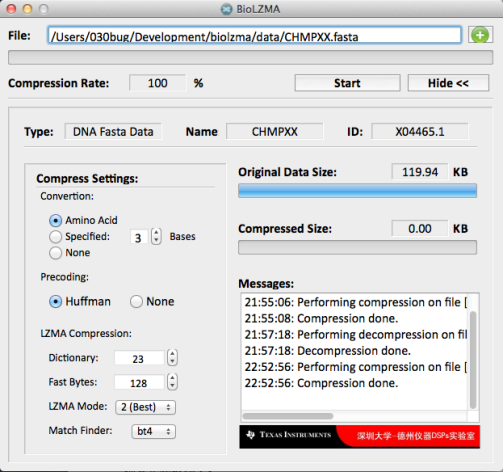 BioLZMA
File: /Users/030bug/Development/biolzma/data/CHMPXX.fasta
Compression Rate: 100 % Start Hide <<
Type: DNA Fasta Data Name CHMPXX ID: X04465.1
Compress Settings:
Convertion:
Amino Acid
Specified: 3 Bases
None
Precoding:
Huffman None
LZMA Compression:
Dictionary: 23
Fast Bytes: 128
LZMA Mode: 2 (Best)
Match Finder: bt4
Original Data Size: 119.94 KB
Compressed Size: 0.00 KB
Messages:
21:55:06: Performing compression on file [
21:55:08: Compression done.
21:57:18: Performing decompression on fil
21:57:18: Decompression done.
22:52:56: Performing compression on file [
22:52:56: Compression done.
TEXAS INSTRUMENTS 深圳大学-德州仪器DSPs实验室